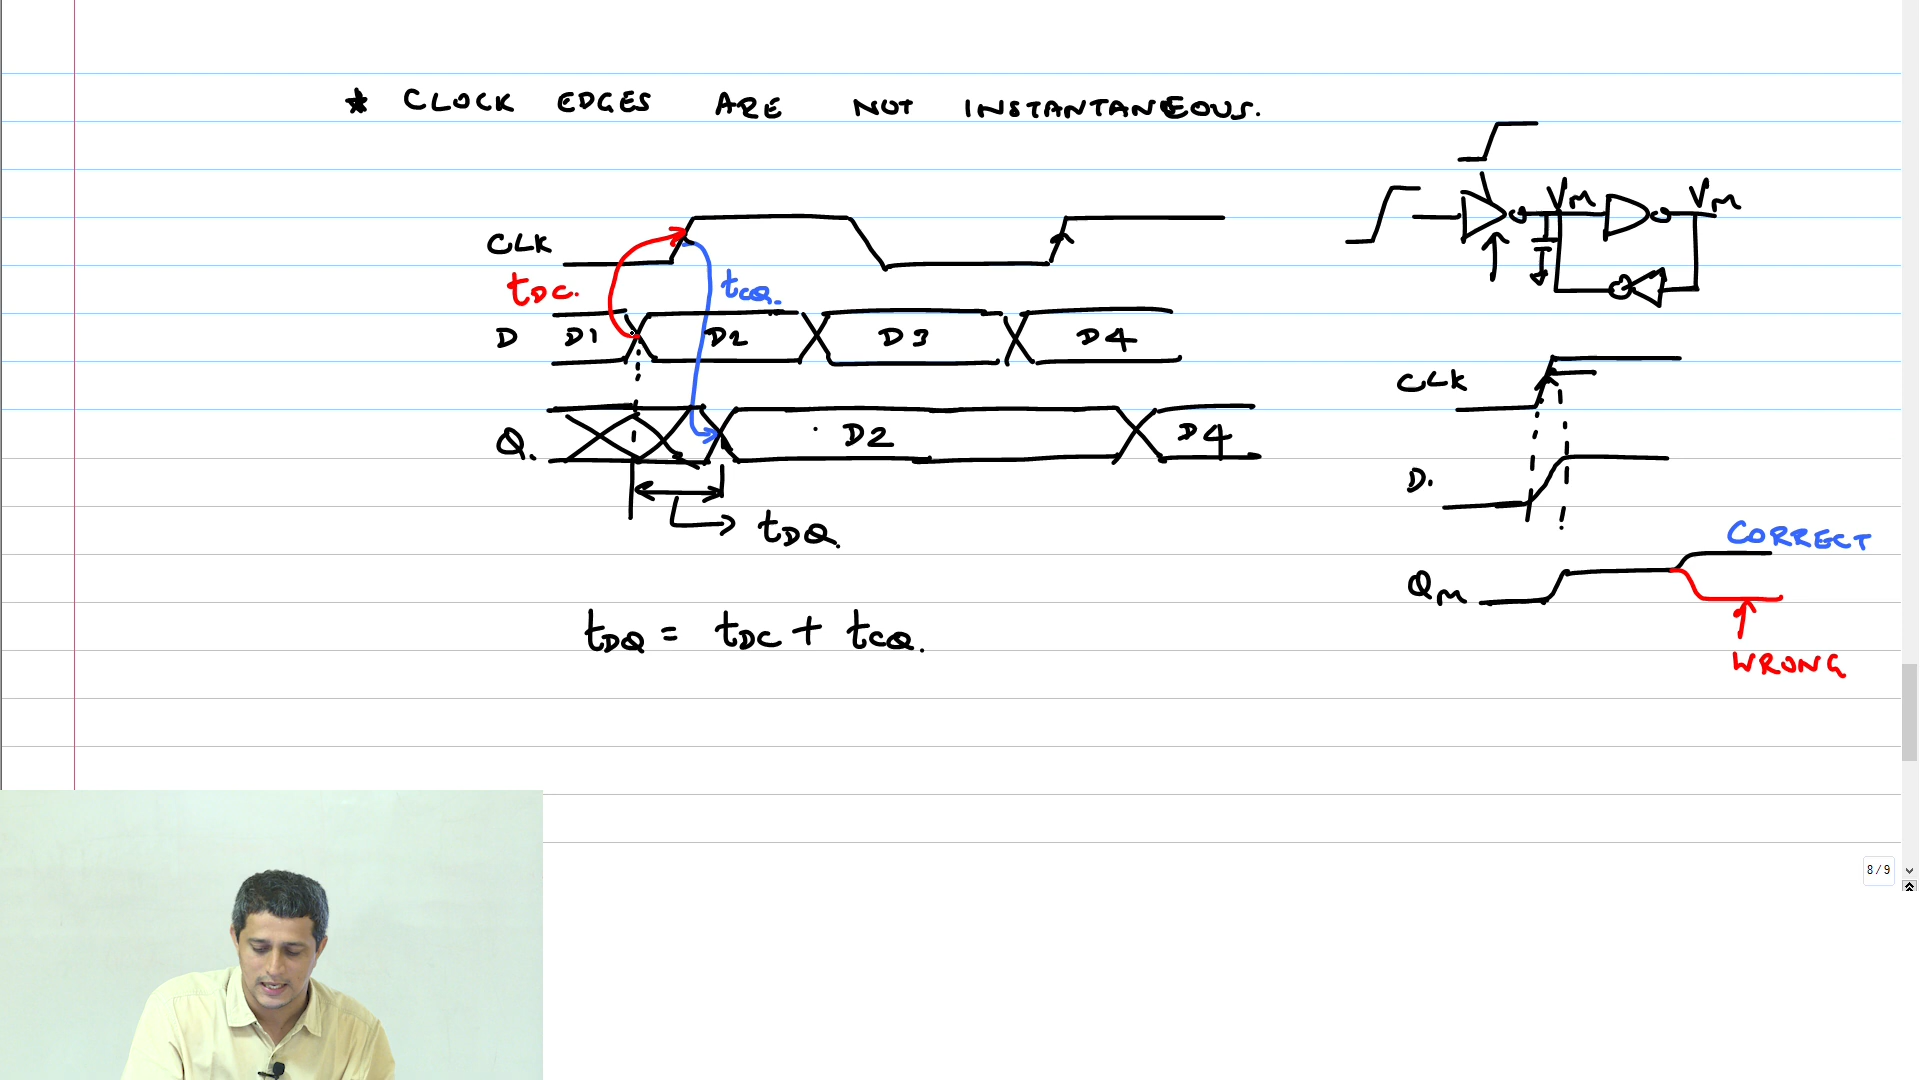 * CLOCK EDGES ARE NOT INSTANTANEOUS.
CLK
tDC.
tCQ.
D D1 D2 D3 D4
Q. D2 D4
tDQ.
tDQ = tDC + tCQ.
VM VM
CLK
D.
CORRECT
QM
WRONG
8 / 9